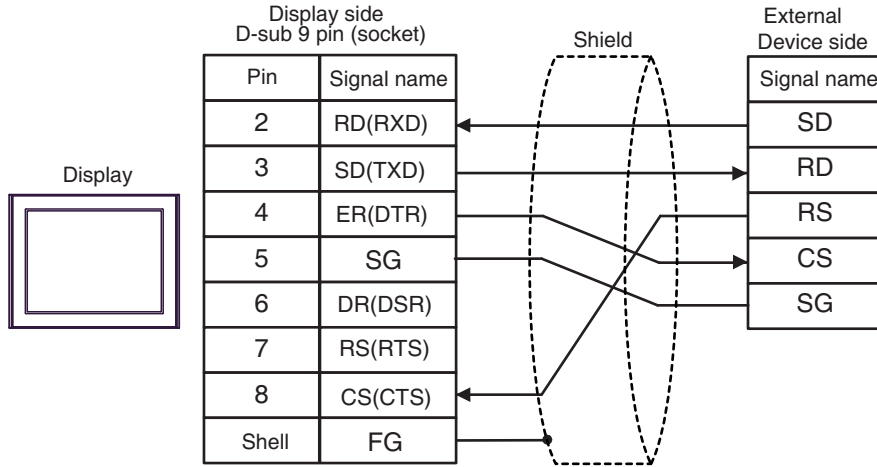 Display side
D-sub 9 pin (socket)
Shield
External
Device side
Display
Pin Signal name
2 RD(RXD)
3 SD(TXD)
4 ER(DTR)
5 SG
6 DR(DSR)
7 RS(RTS)
8 CS(CTS)
Shell FG
Signal name
SD
RD
RS
CS
SG